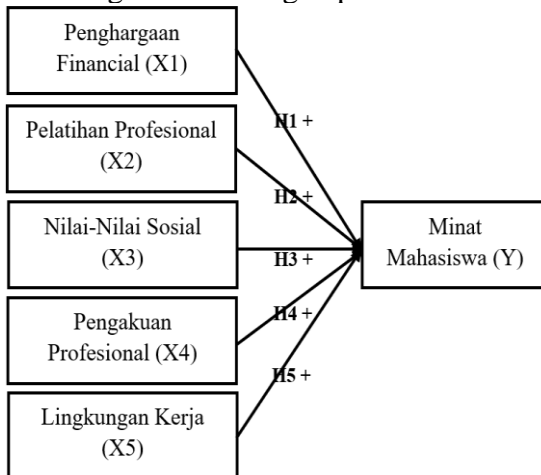 Penghargaan
Financial (X1)
H1 +
Pelatihan Profesional
(X2)
H2 +
Nilai-Nilai Sosial
(X3)
H3 +
Minat
Mahasiswa (Y)
Pengakuan
Profesional (X4)
H4 +
H5 +
Lingkungan Kerja
(X5)